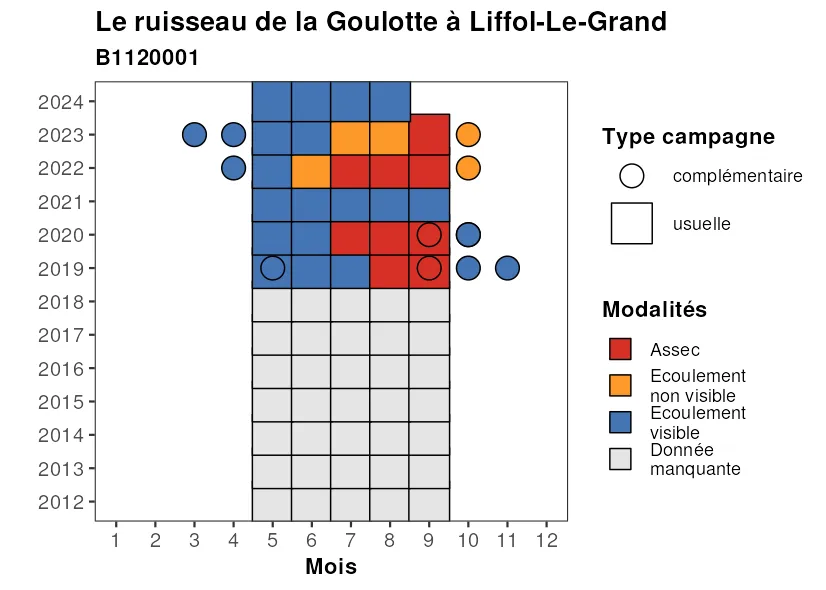 Le ruisseau de la Goulotte à Liffol-Le-Grand
B1120001
2024
2023
2022
2021
2020
2019
2018
2017
2016
2015
2014
2013
2012
1 2 3 4 5 6 7 8 9 10 11 12
Mois
Type campagne
complémentaire
usuelle
Modalités
Assec
Ecoulement
non visible
Ecoulement
visible
Donnée
manquante